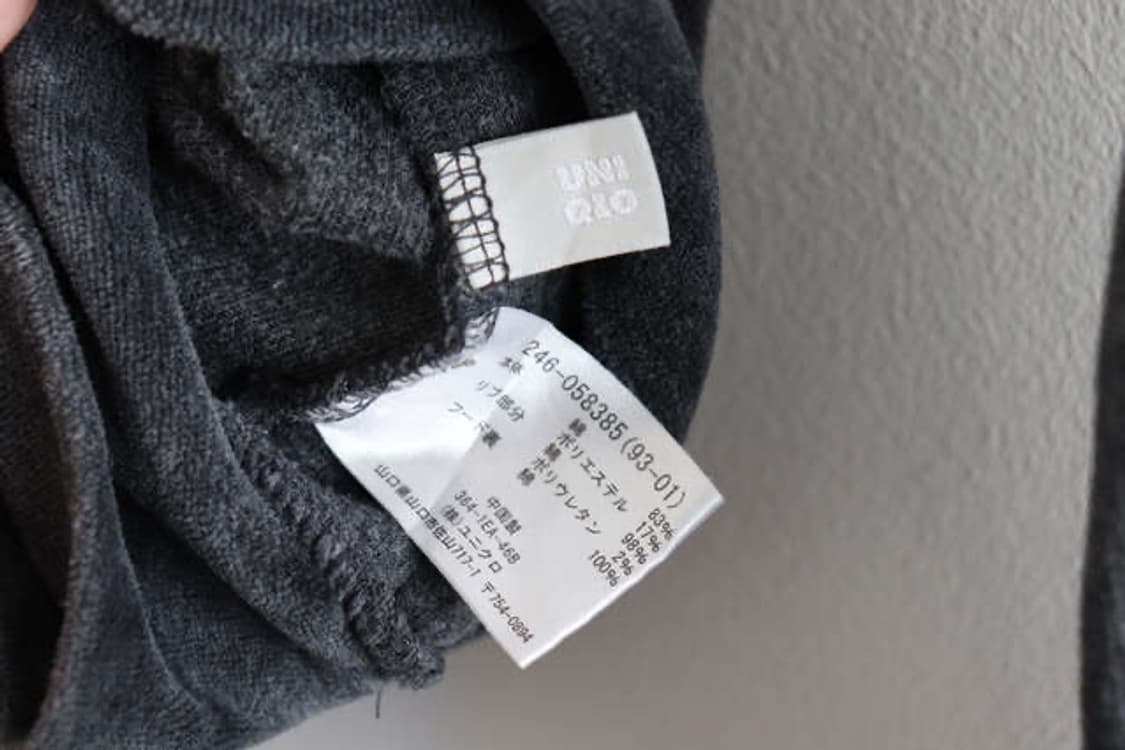 UNI
QLO
246-058385(93-01)
本体 綿 83%
ポリエステル 17%
リブ部分 綿 98%
ポリウレタン 2%
フード裏 綿 100%
中国製
364-1EA-46B
(株)ユニクロ
山口県山口市佐山717-1 〒754-0894